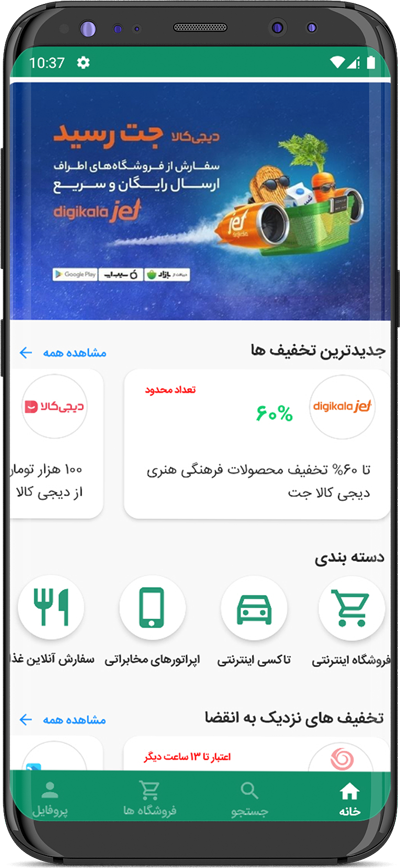 10:37
دیجی‌کالا جت رسید
سفارش از فروشگاه‌های اطراف
ارسال رایگان و سریع
digikala jet
Google Play
سیب‌اپ
بازار
jet
جدیدترین تخفیف ها
مشاهده همه
digikala jet
تعداد محدود
۶۰%
تا ۶۰% تخفیف محصولات فرهنگی هنری
دیجی کالا جت
دیجی‌کالا
۱۰۰ هزار تومان
از دیجی کالا
دسته بندی
فروشگاه اینترنتی
تاکسی اینترنتی
اپراتورهای مخابراتی
سفارش آنلاین غذا
تخفیف های نزدیک به انقضا
مشاهده همه
اعتبار تا ۱۳ ساعت دیگر
خانه
جستجو
فروشگاه ها
پروفایل